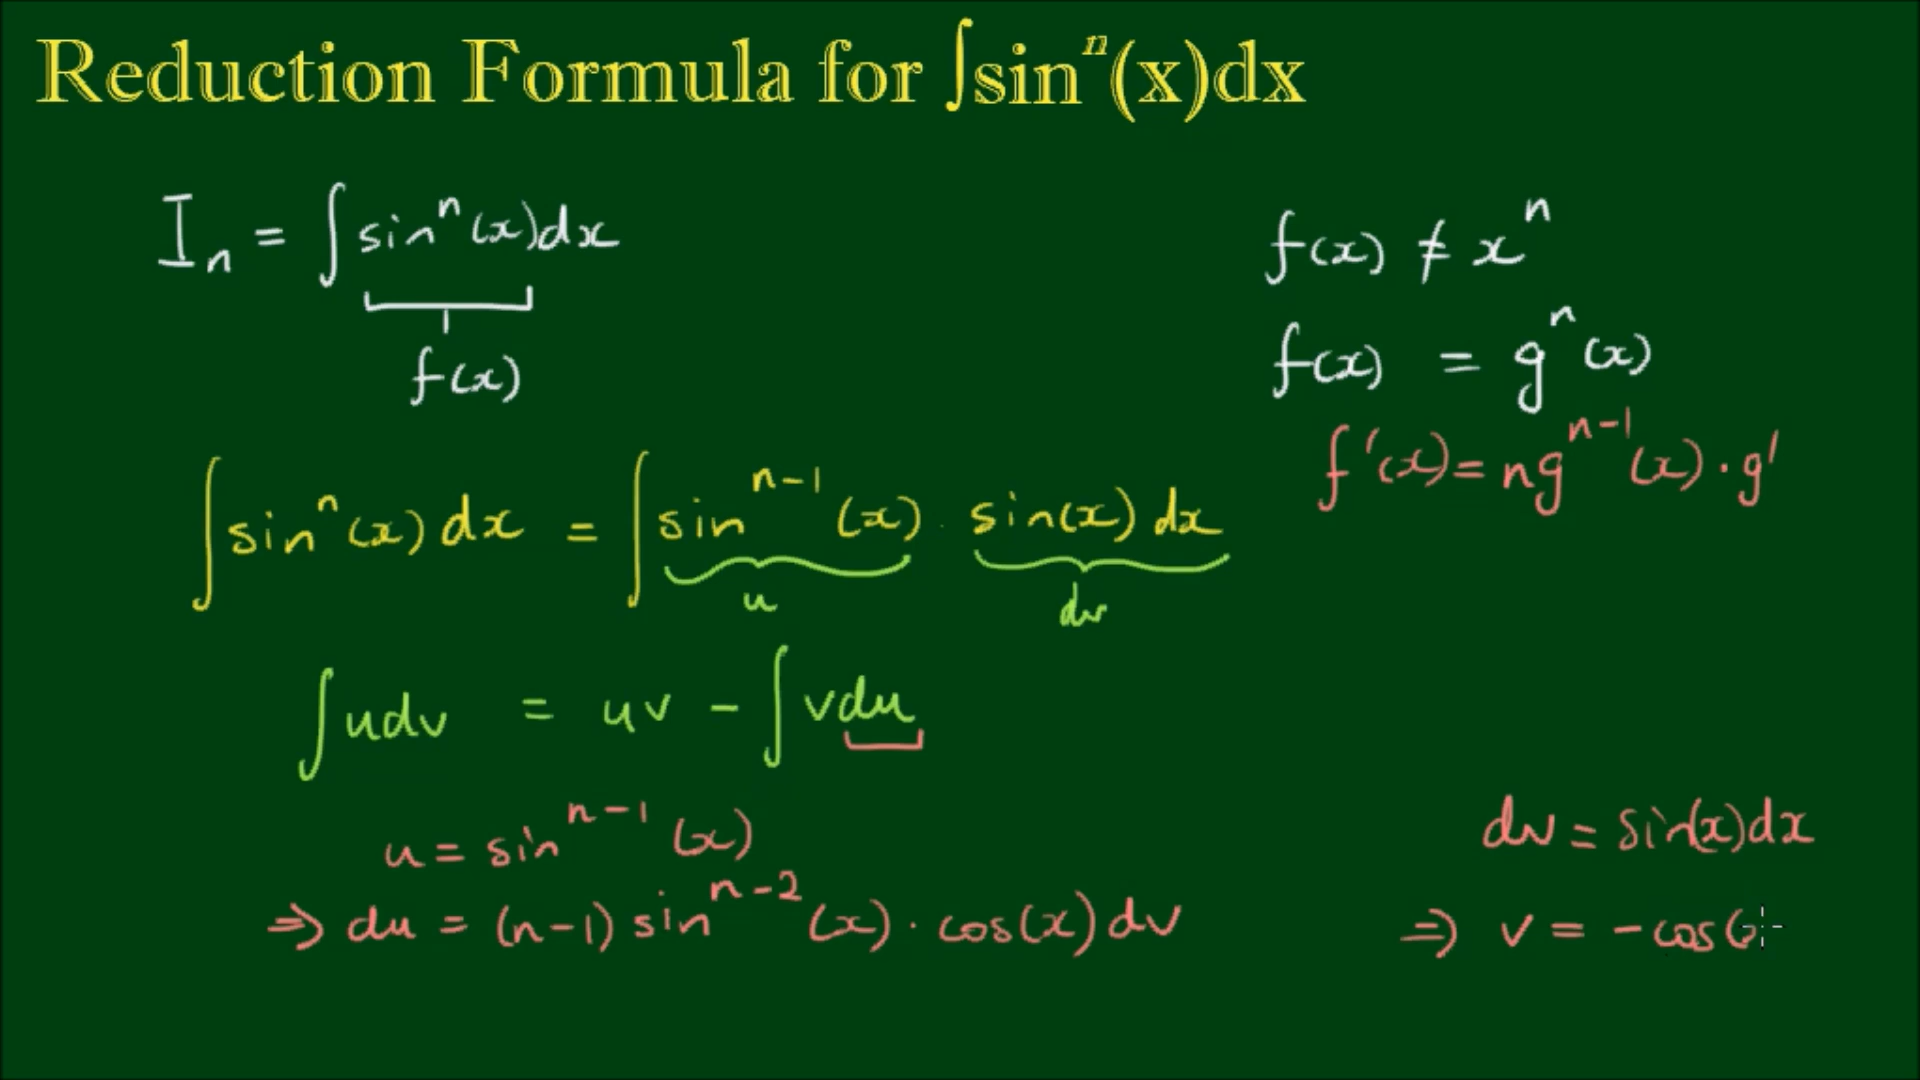 Reduction Formula for ∫sinⁿ(x)dx
Iₙ = ∫sinⁿ(x)dx
f(x)
f(x) ≠ xⁿ
f(x) = gⁿ(x)
f'(x) = ngⁿ⁻¹(x)·g'
∫sinⁿ(x)dx = ∫sinⁿ⁻¹(x)·sin(x)dx
u dv
∫udv = uv - ∫vdu
u = sinⁿ⁻¹(x)
⇒ du = (n-1)sinⁿ⁻²(x)·cos(x)dv
dv = sin(x)dx
⇒ v = -cos(